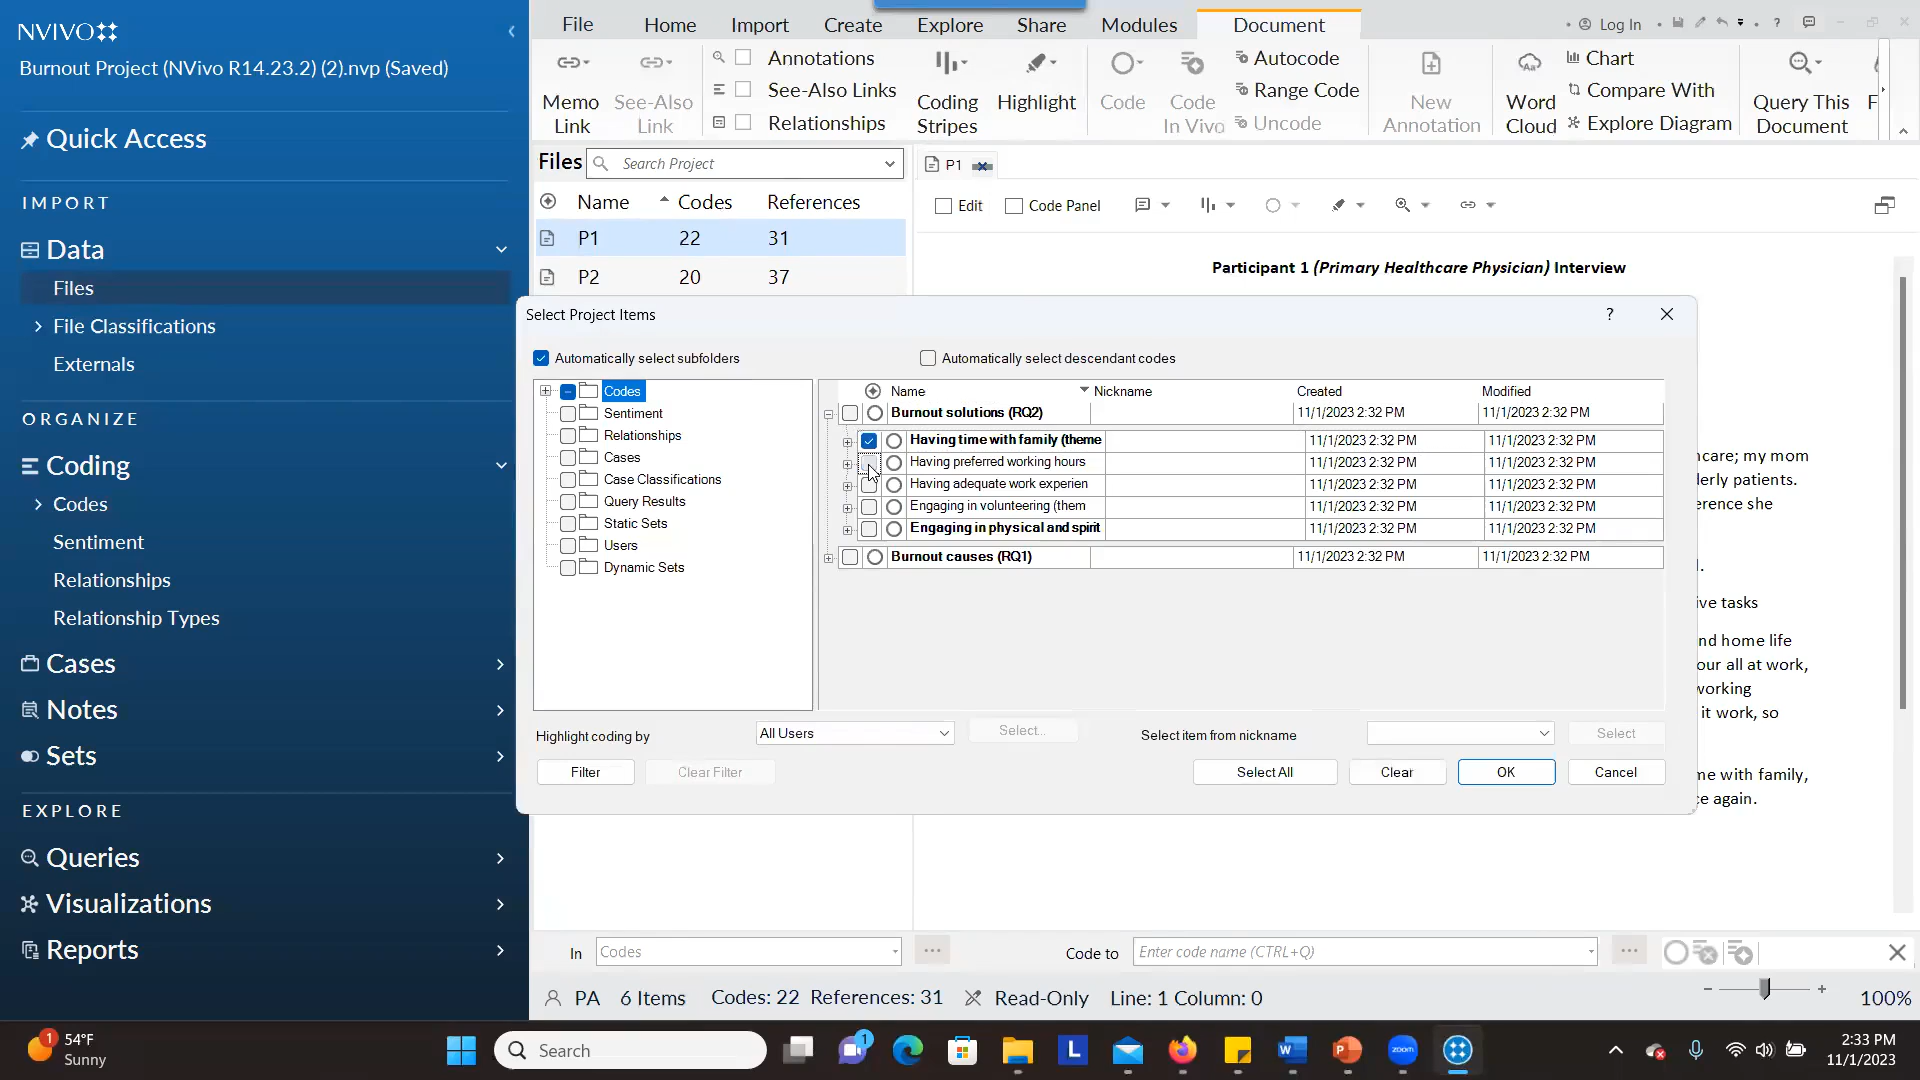 NVIVO
Burnout Project (NVivo R14.23.2) (2).nvp (Saved)
Quick Access
IMPORT
Data
Files
File Classifications
Externals
ORGANIZE
Coding
Codes
Sentiment
Relationships
Relationship Types
Cases
Notes
Sets
EXPLORE
Queries
Visualizations
Reports
File Home Import Create Explore Share Modules Document
Log In
Memo Link
See-Also Link
Annotations
See-Also Links
Relationships
Coding Stripes
Highlight
Code
Code In Vivo
Autocode
Range Code
Uncode
New Annotation
Word Cloud
Chart
Compare With
Explore Diagram
Query This Document
F
Files Search Project
Name Codes References
P1 22 31
P2 20 37
P1
Edit Code Panel
Participant 1 (Primary Healthcare Physician) Interview
Select Project Items ?
Automatically select subfolders Automatically select descendant codes
Codes
Sentiment
Relationships
Cases
Case Classifications
Query Results
Static Sets
Users
Dynamic Sets
Name Nickname Created Modified
Burnout solutions (RQ2) 11/1/2023 2:32 PM 11/1/2023 2:32 PM
Having time with family (theme 11/1/2023 2:32 PM 11/1/2023 2:32 PM
Having preferred working hours 11/1/2023 2:32 PM 11/1/2023 2:32 PM
Having adequate work experien 11/1/2023 2:32 PM 11/1/2023 2:32 PM
Engaging in volunteering (them 11/1/2023 2:32 PM 11/1/2023 2:32 PM
Engaging in physical and spirit 11/1/2023 2:32 PM 11/1/2023 2:32 PM
Burnout causes (RQ1) 11/1/2023 2:32 PM 11/1/2023 2:32 PM
Highlight coding by All Users Select... Select item from nickname Select
Filter Clear Filter Select All Clear OK Cancel
ncare; my mom
lerly patients.
erence she
l.
ive tasks
nd home life
our all at work,
vorking
it work, so
me with family,
ce again.
In Codes Code to Enter code name (CTRL+Q)
PA 6 Items Codes: 22 References: 31 Read-Only Line: 1 Column: 0 100%
1 54°F
Sunny
Search
1
L
W
P
zoom
2:33 PM
11/1/2023